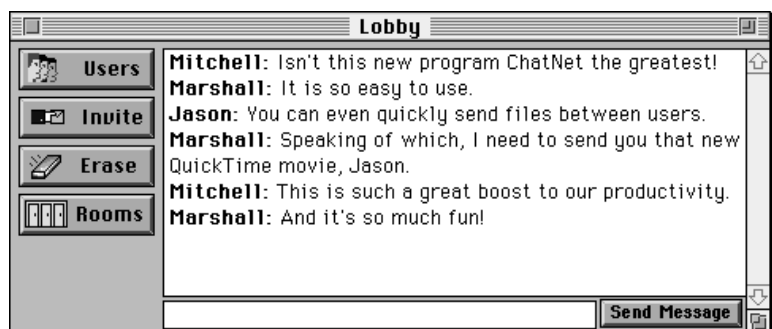 Lobby
Users
Invite
Erase
Rooms
Mitchell: Isn't this new program ChatNet the greatest!
Marshall: It is so easy to use.
Jason: You can even quickly send files between users.
Marshall: Speaking of which, I need to send you that new
QuickTime movie, Jason.
Mitchell: This is such a great boost to our productivity.
Marshall: And it's so much fun!
Send Message